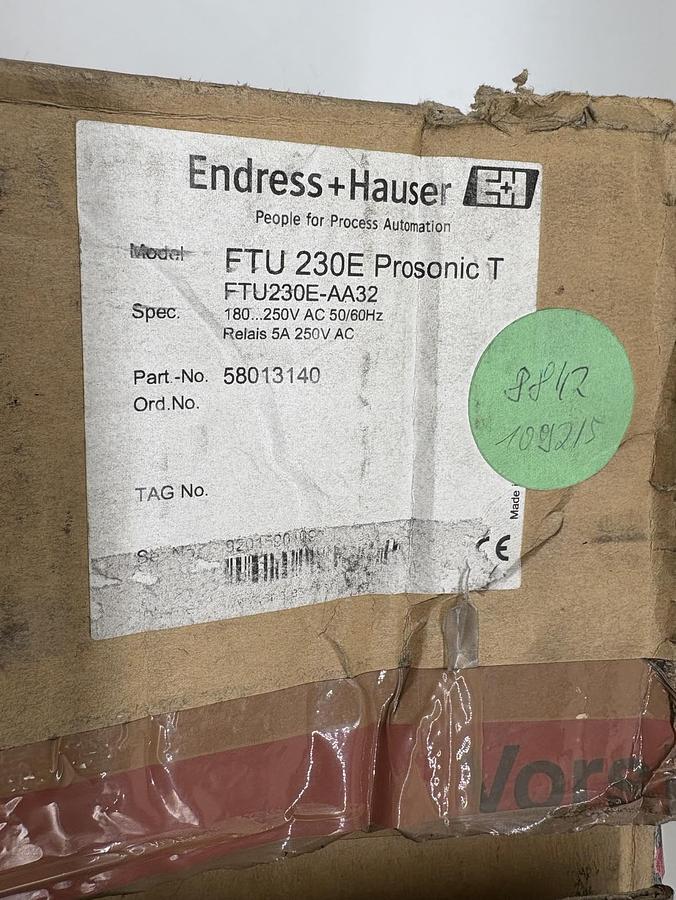 Endress+Hauser E+H
People for Process Automation
Model FTU 230E Prosonic T
FTU230E-AA32
Spec. 180...250V AC 50/60Hz
Relais 5A 250V AC
Part.-No. 58013140
Ord.No.
TAG No.
Made
CE
Vors